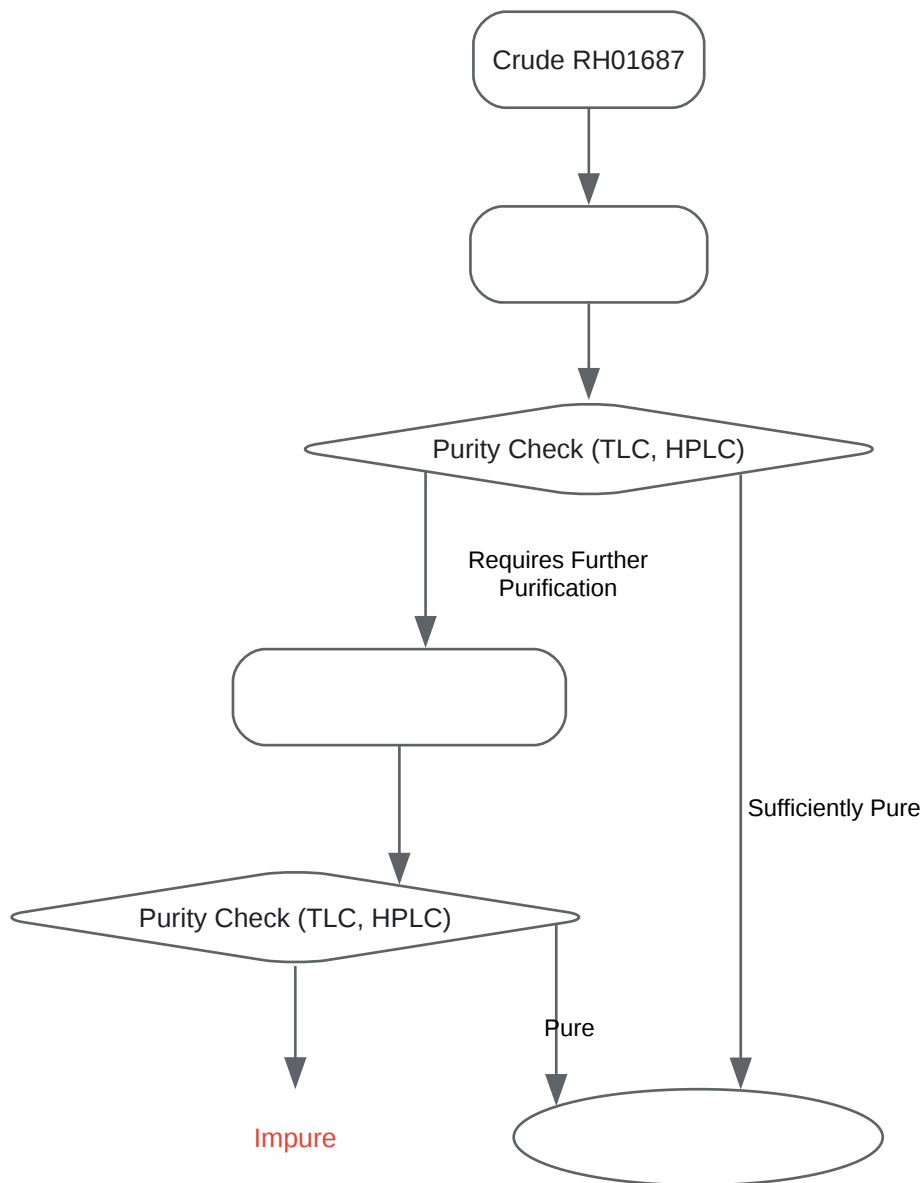 Crude RH01687
Purity Check (TLC, HPLC)
Requires Further
Purification
Sufficiently Pure
Purity Check (TLC, HPLC)
Pure
Impure